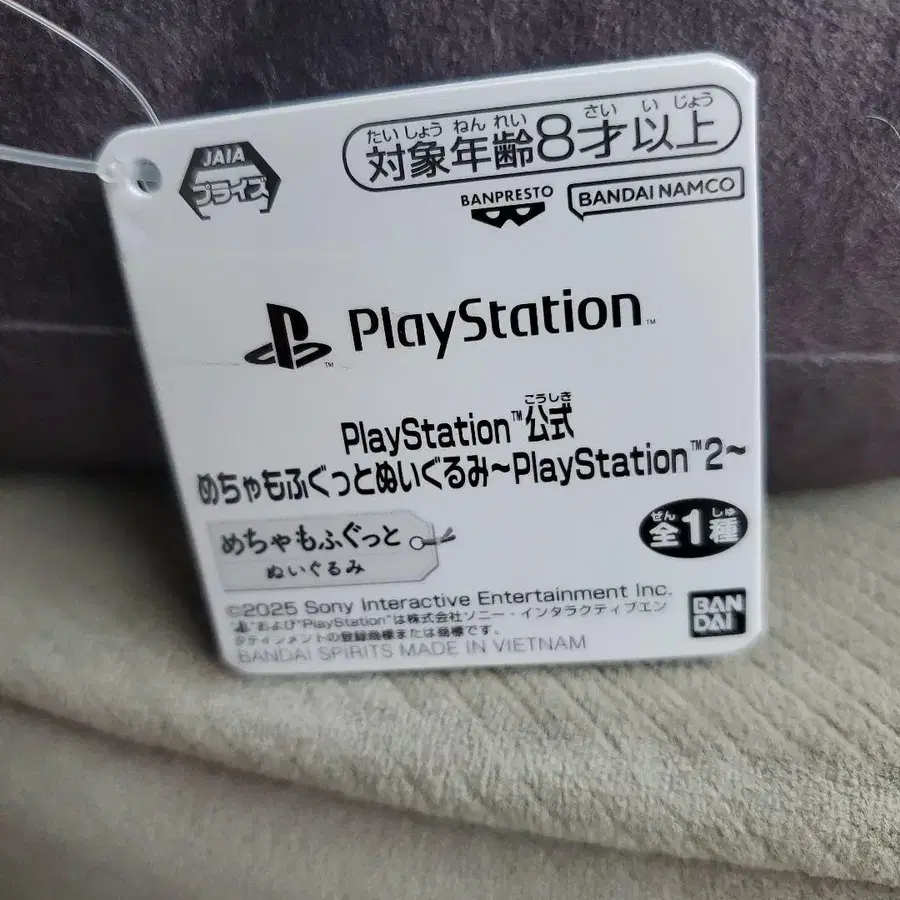 JAIA
プライズ
たいしょうねんれい さいいじょう
対象年齢8才以上
BANPRESTO
BANDAI NAMCO
PlayStation™
こうしき
PlayStation™公式
めちゃもふぐっとぬいぐるみ~PlayStation™2~
めちゃもふぐっと
ぬいぐるみ
ぜん しゅ
全1種
©2025 Sony Interactive Entertainment Inc.
"および"PlayStation"は株式会社ソニー・インタラクティブエン
タテインメントの登録商標または商標です。
BANDAI SPIRITS MADE IN VIETNAM
BAN
DAI